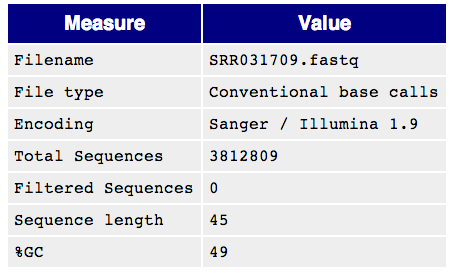 Measure Value
Filename SRR031709.fastq
File type Conventional base calls
Encoding Sanger / Illumina 1.9
Total Sequences 3812809
Filtered Sequences 0
Sequence length 45
%GC 49